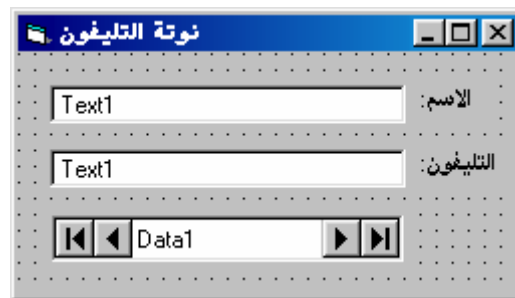 نوتة التليفون
الاسم:
Text1
التليفون:
Text1
Data1